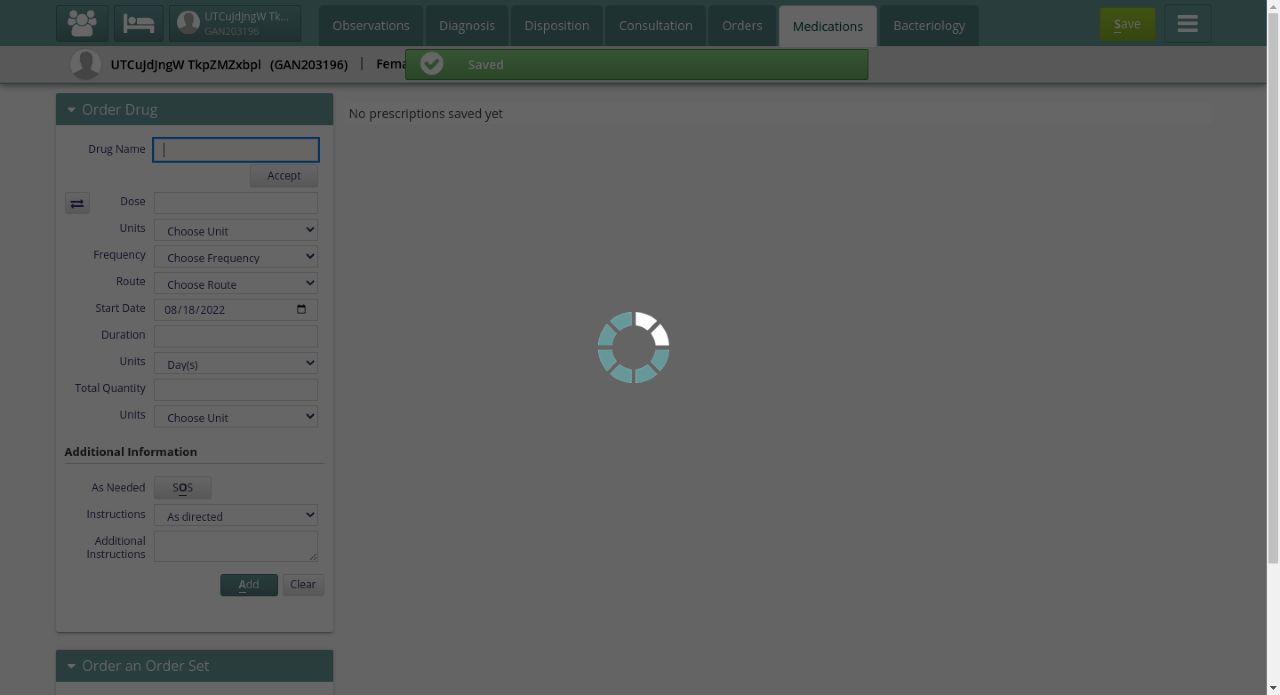 UTCuJdJngW Tk...
GAN203196
Observations
Diagnosis
Disposition
Consultation
Orders
Medications
Bacteriology
Save
UTCuJdJngW TkpZMZxbpl (GAN203196) | Fema
Saved
Order Drug
No prescriptions saved yet
Drug Name
Accept
Dose
Units Choose Unit
Frequency Choose Frequency
Route Choose Route
Start Date 08/18/2022
Duration
Units Day(s)
Total Quantity
Units Choose Unit
Additional Information
As Needed SOS
Instructions As directed
Additional
Instructions
Add Clear
Order an Order Set